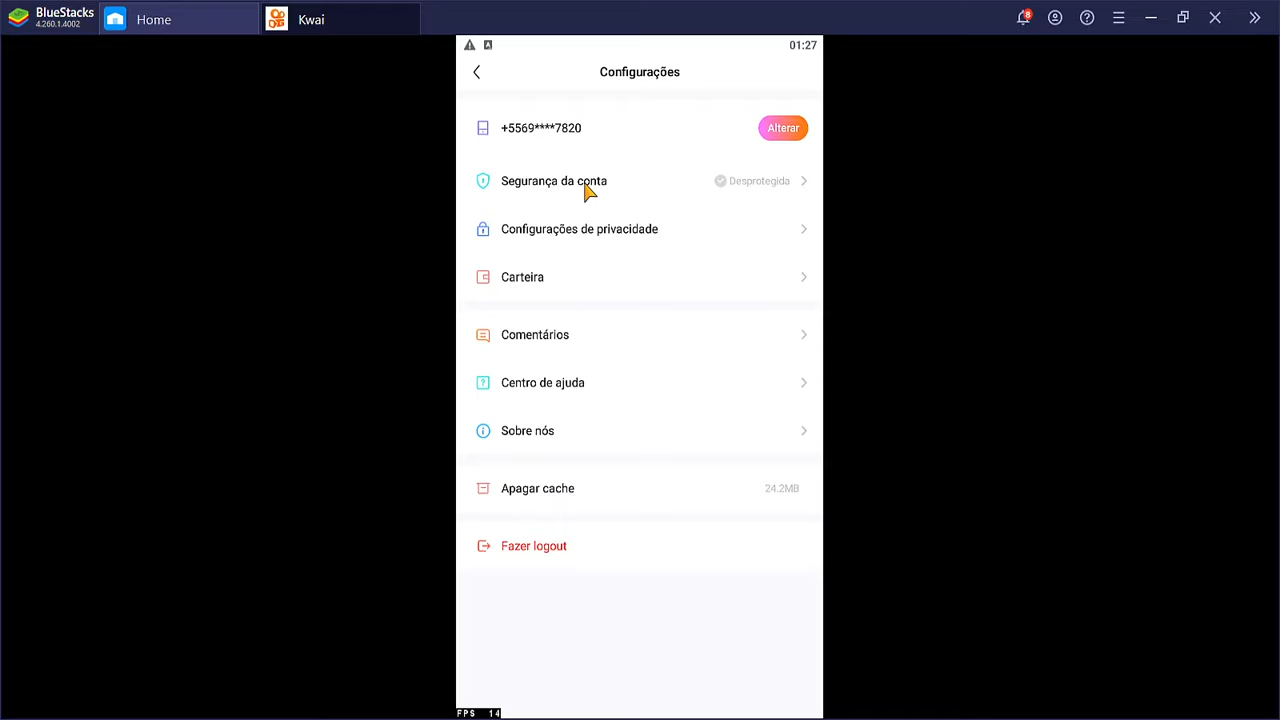 BlueStacks
4.260.1.4002
Home
Kwai
8
A
01:27
Configurações
+5569****7820
Alterar
Segurança da conta
Desprotegida
Configurações de privacidade
Carteira
Comentários
Centro de ajuda
Sobre nós
Apagar cache
24.2MB
Fazer logout
FPS 14